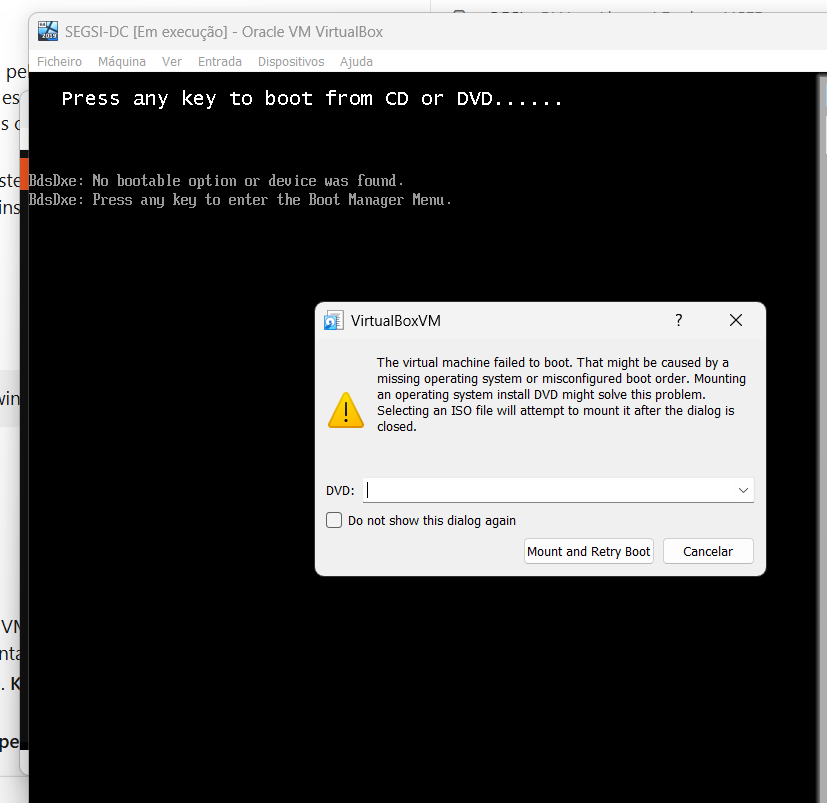 SEGSI-DC [Em execução] - Oracle VM VirtualBox
Ficheiro Máquina Ver Entrada Dispositivos Ajuda
Press any key to boot from CD or DVD......
BdsDxe: No bootable option or device was found.
BdsDxe: Press any key to enter the Boot Manager Menu.
VirtualBoxVM
?
The virtual machine failed to boot. That might be caused by a
missing operating system or misconfigured boot order. Mounting
an operating system install DVD might solve this problem.
Selecting an ISO file will attempt to mount it after the dialog is
closed.
DVD:
Do not show this dialog again
Mount and Retry Boot Cancelar